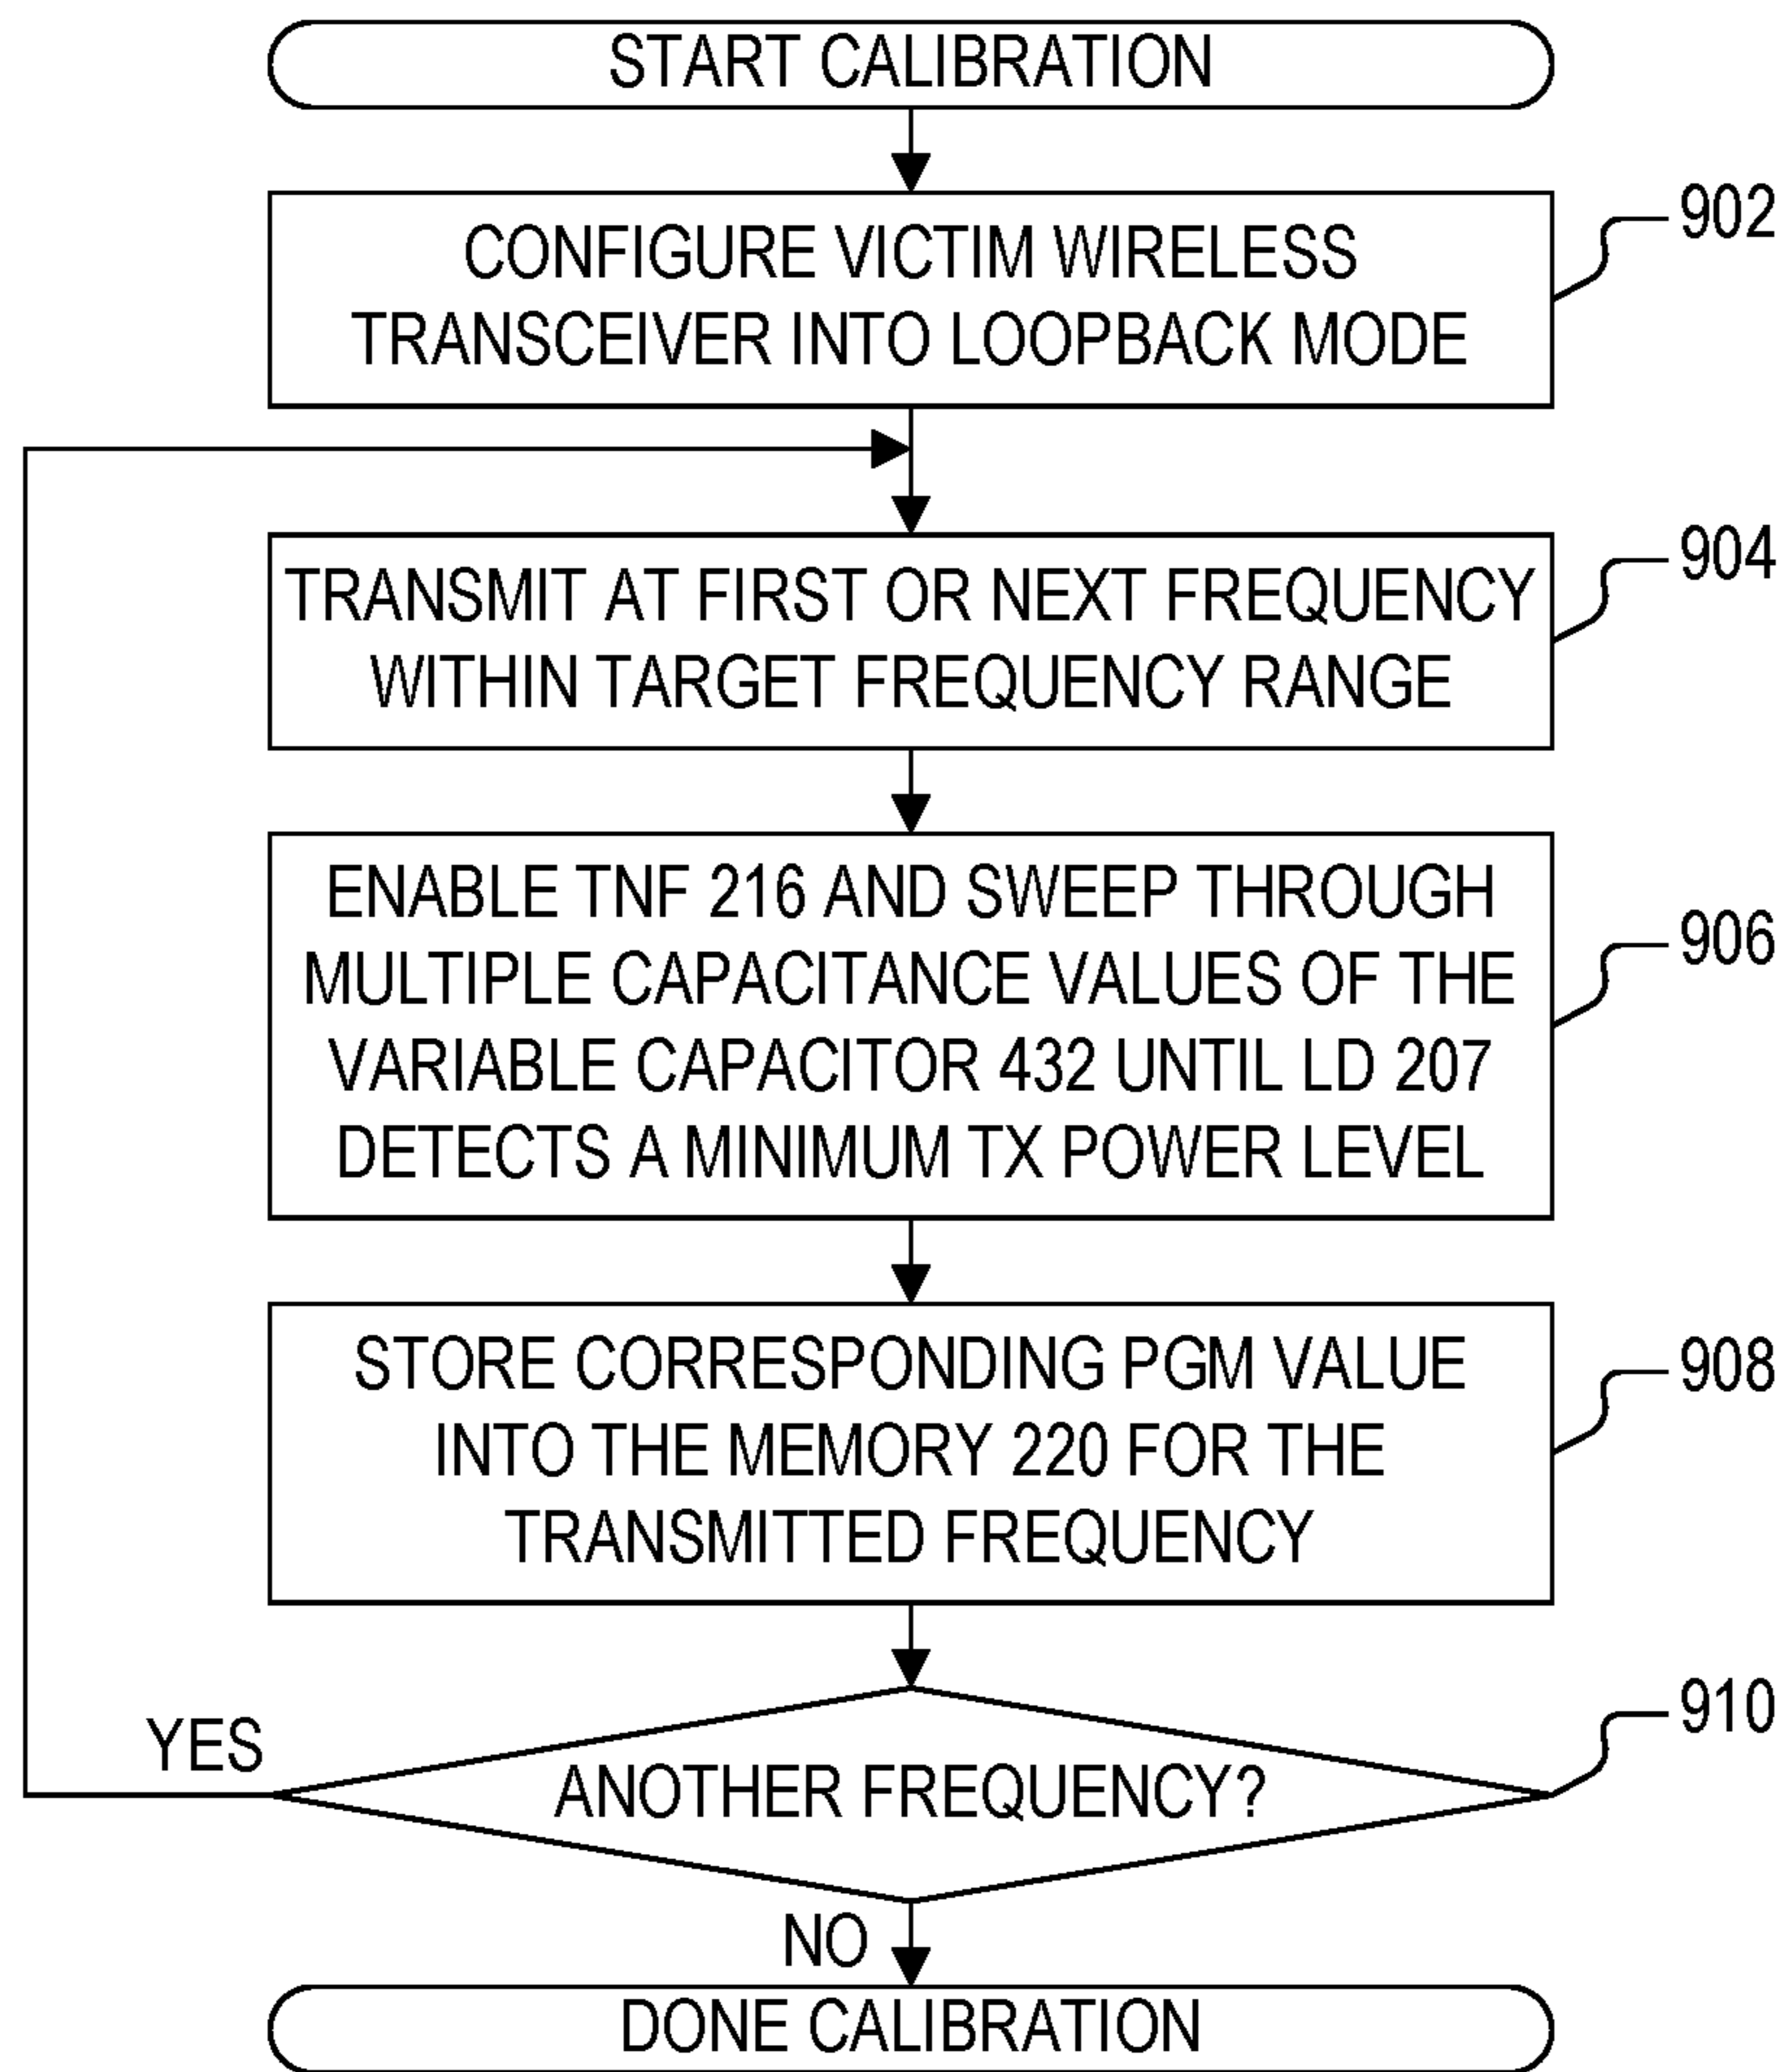 START CALIBRATION
CONFIGURE VICTIM WIRELESS
TRANSCEIVER INTO LOOPBACK MODE
902
TRANSMIT AT FIRST OR NEXT FREQUENCY
WITHIN TARGET FREQUENCY RANGE
904
ENABLE TNF 216 AND SWEEP THROUGH
MULTIPLE CAPACITANCE VALUES OF THE
VARIABLE CAPACITOR 432 UNTIL LD 207
DETECTS A MINIMUM TX POWER LEVEL
906
STORE CORRESPONDING PGM VALUE
INTO THE MEMORY 220 FOR THE
TRANSMITTED FREQUENCY
908
YES
ANOTHER FREQUENCY?
910
NO
DONE CALIBRATION